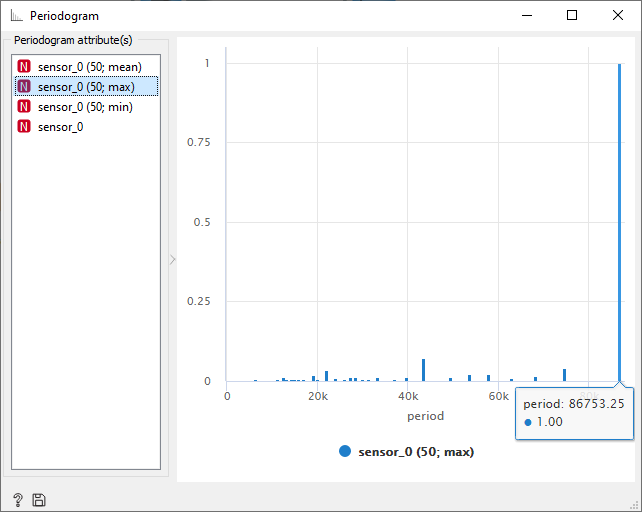 Periodogram
Periodogram attribute(s)
N sensor_0 (50; mean)
N sensor_0 (50; max)
N sensor_0 (50; min)
N sensor_0
1
0.75
0.5
0.25
0
0 20k 40k 60k 80k
period
period: 86753.25
1.00
sensor_0 (50; max)
?